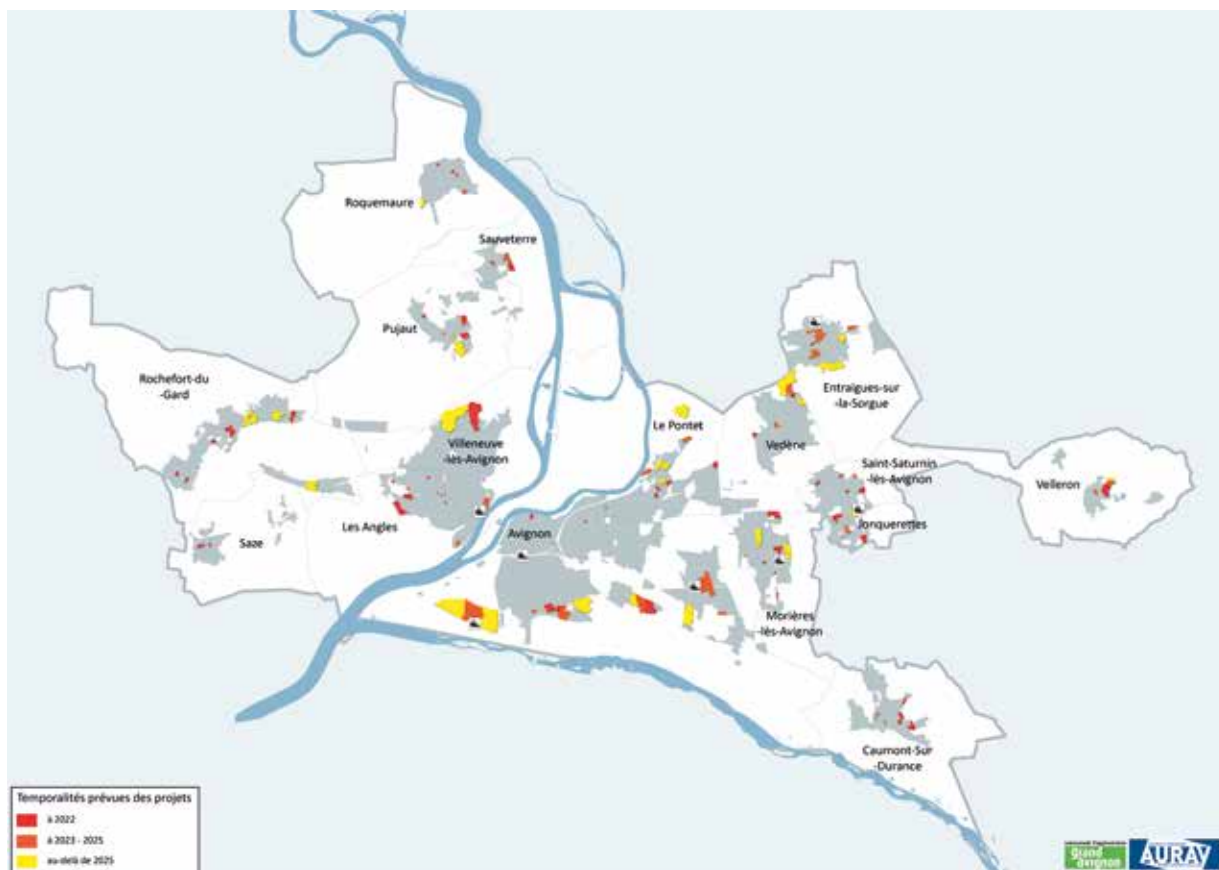 Roquemaure
Sauveterre
Pujaut
Rochefort-du
-Gard
Entraigues-sur
-la-Sorgue
Le Pontet
Villeneuve
-lès-Avignon
Vedène
Saint-Saturnin
-lès-Avignon
Velleron
Les Angles
Avignon
Jonquerettes
Saze
Morières
-lès-Avignon
Caumont-Sur
-Durance
Temporalités prévues des projets
à 2022
à 2023 - 2025
au-delà de 2025
grand
avignon
AURAV